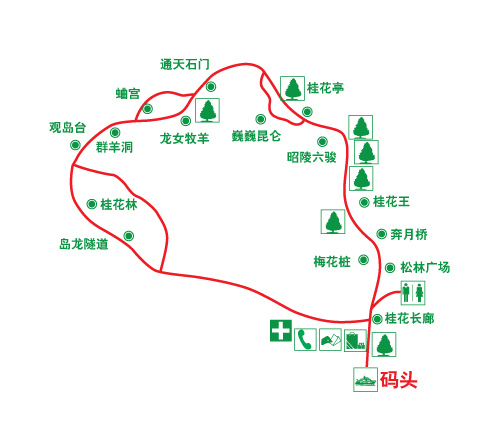 通天石门
蚰宫
桂花亭
观岛台
群羊洞
龙女牧羊
巍巍昆仑
昭陵六骏
桂花林
桂花王
岛龙隧道
奔月桥
梅花桩
松林广场
桂花长廊
码头